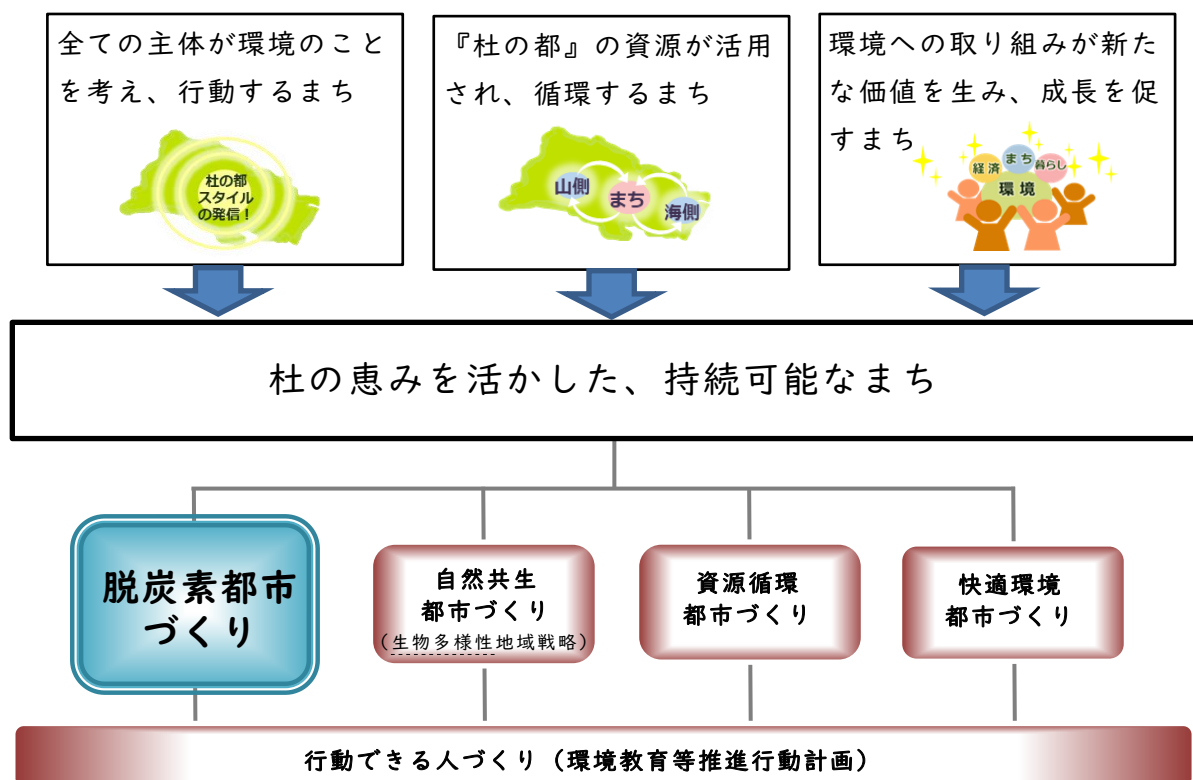 全ての主体が環境のこと
を考え、行動するまち
杜の都
スタイル
の発信！
『杜の都』の資源が活用
され、循環するまち
山側
まち
海側
環境への取り組みが新た
な価値を生み、成長を促
すまち
経済
まち
暮らし
環境
杜の恵みを活かした、持続可能なまち
脱炭素都市
づくり
自然共生
都市づくり
（生物多様性地域戦略）
資源循環
都市づくり
快適環境
都市づくり
行動できる人づくり（環境教育等推進行動計画）